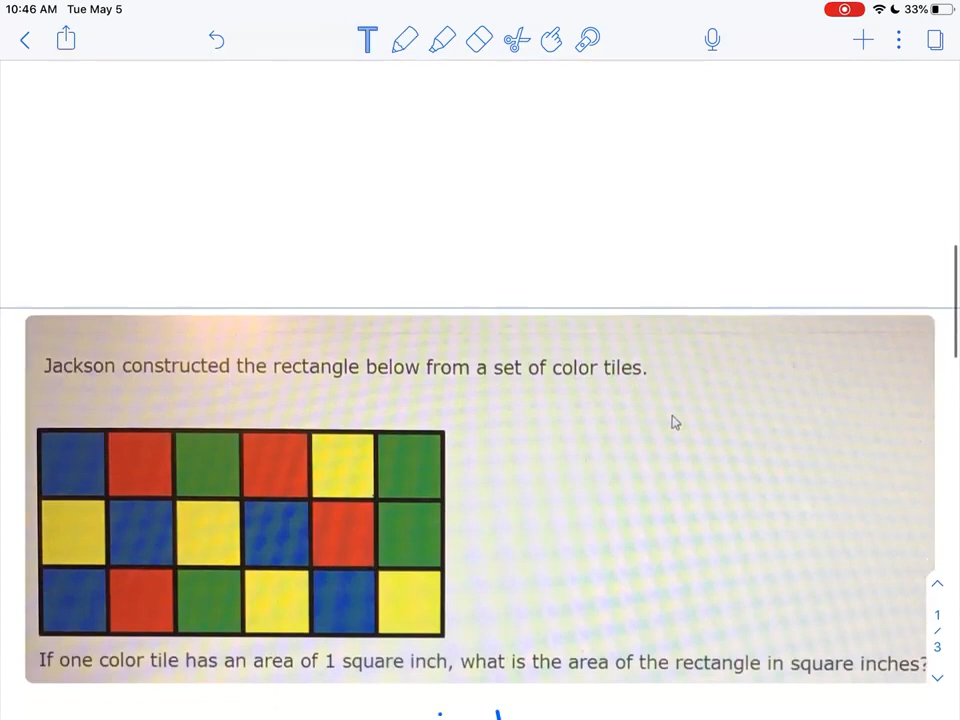 10:46 AM Tue May 5
33%
T
Jackson constructed the rectangle below from a set of color tiles.
If one color tile has an area of 1 square inch, what is the area of the rectangle in square inches?
1
/
3